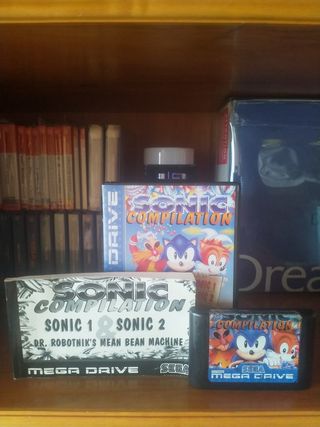 DRIVE
SONIC
COMPILATION
Drea
SONIC
COMPILATION
SONIC 1 & SONIC 2
DR. ROBOTNIK'S MEAN BEAN MACHINE
MEGA DRIVE
SEGA
SONIC
COMPILATION
SEGA
MEGA DRIVE